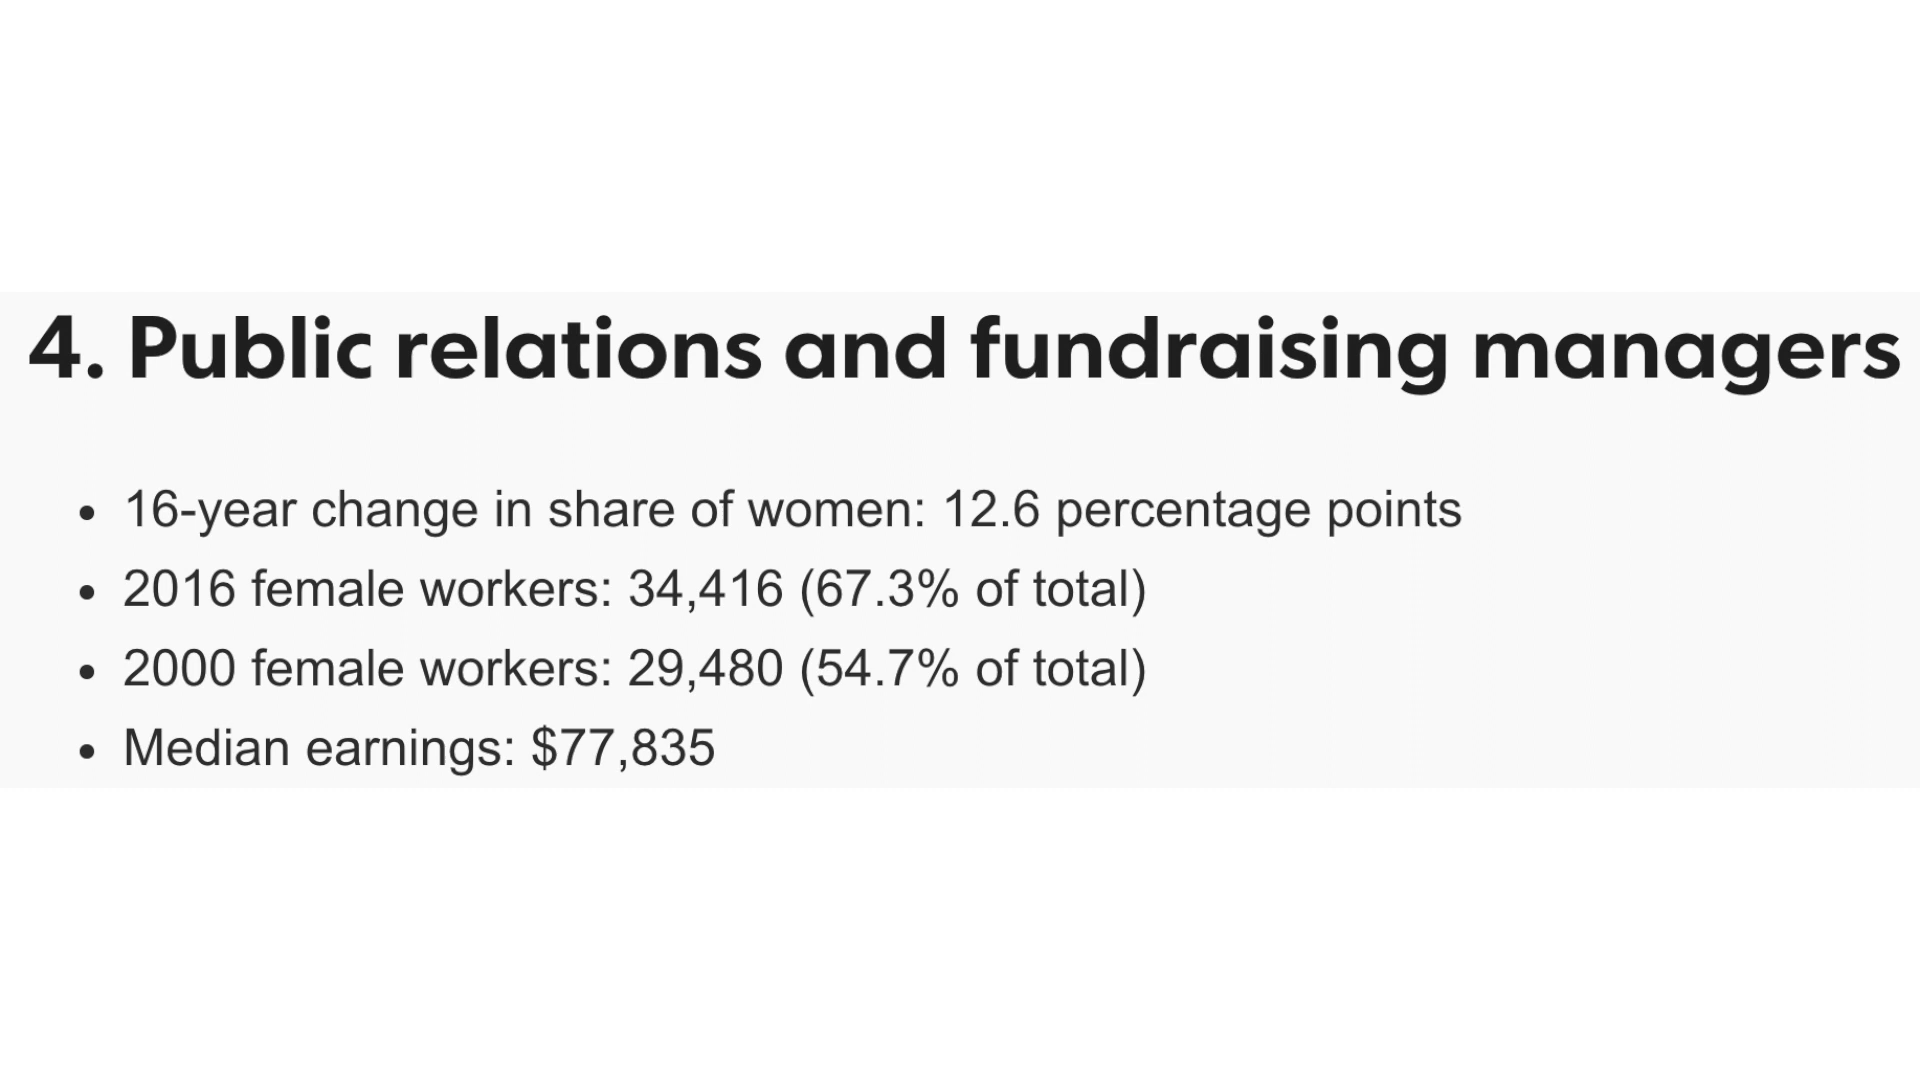 4. Public relations and fundraising managers
• 16-year change in share of women: 12.6 percentage points
• 2016 female workers: 34,416 (67.3% of total)
• 2000 female workers: 29,480 (54.7% of total)
• Median earnings: $77,835